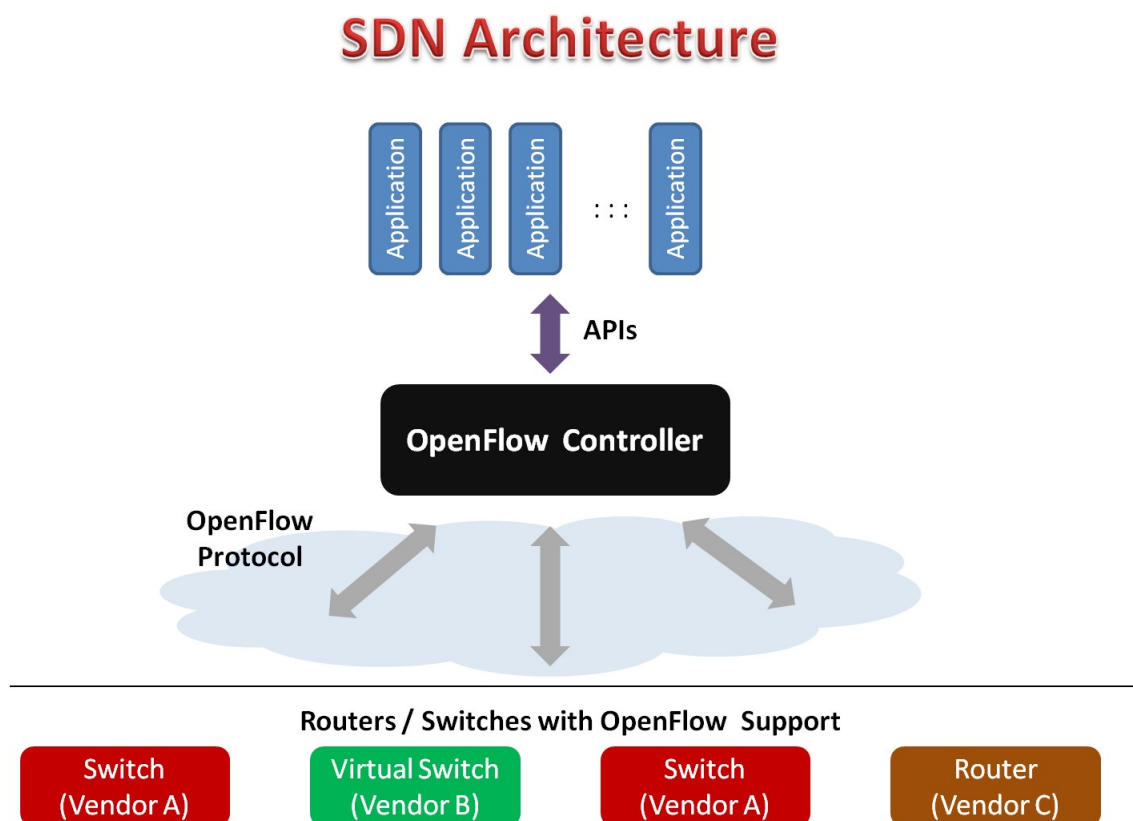 SDN Architecture
Application
Application
Application
: : :
Application
APIs
OpenFlow Controller
OpenFlow
Protocol
Routers / Switches with OpenFlow Support
Switch
(Vendor A)
Virtual Switch
(Vendor B)
Switch
(Vendor A)
Router
(Vendor C)